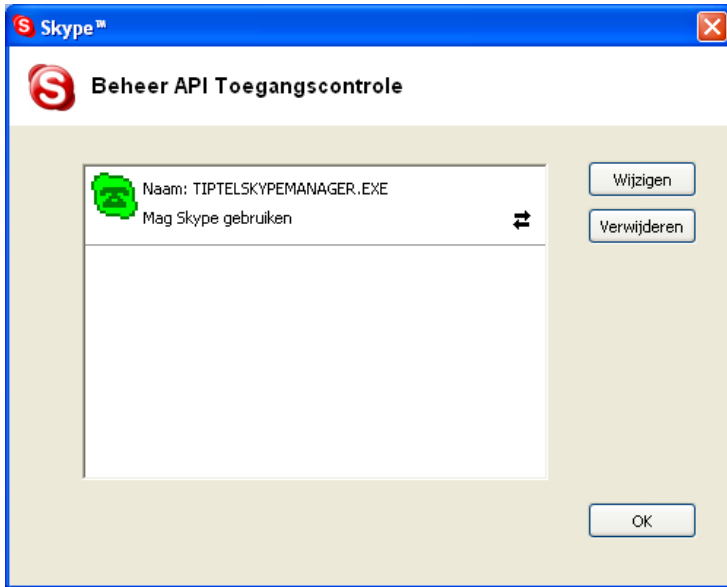 Skype™
Beheer API Toegangscontrole
Naam: TIPTELSKYPEMANAGER.EXE
Mag Skype gebruiken
Wijzigen
Verwijderen
OK